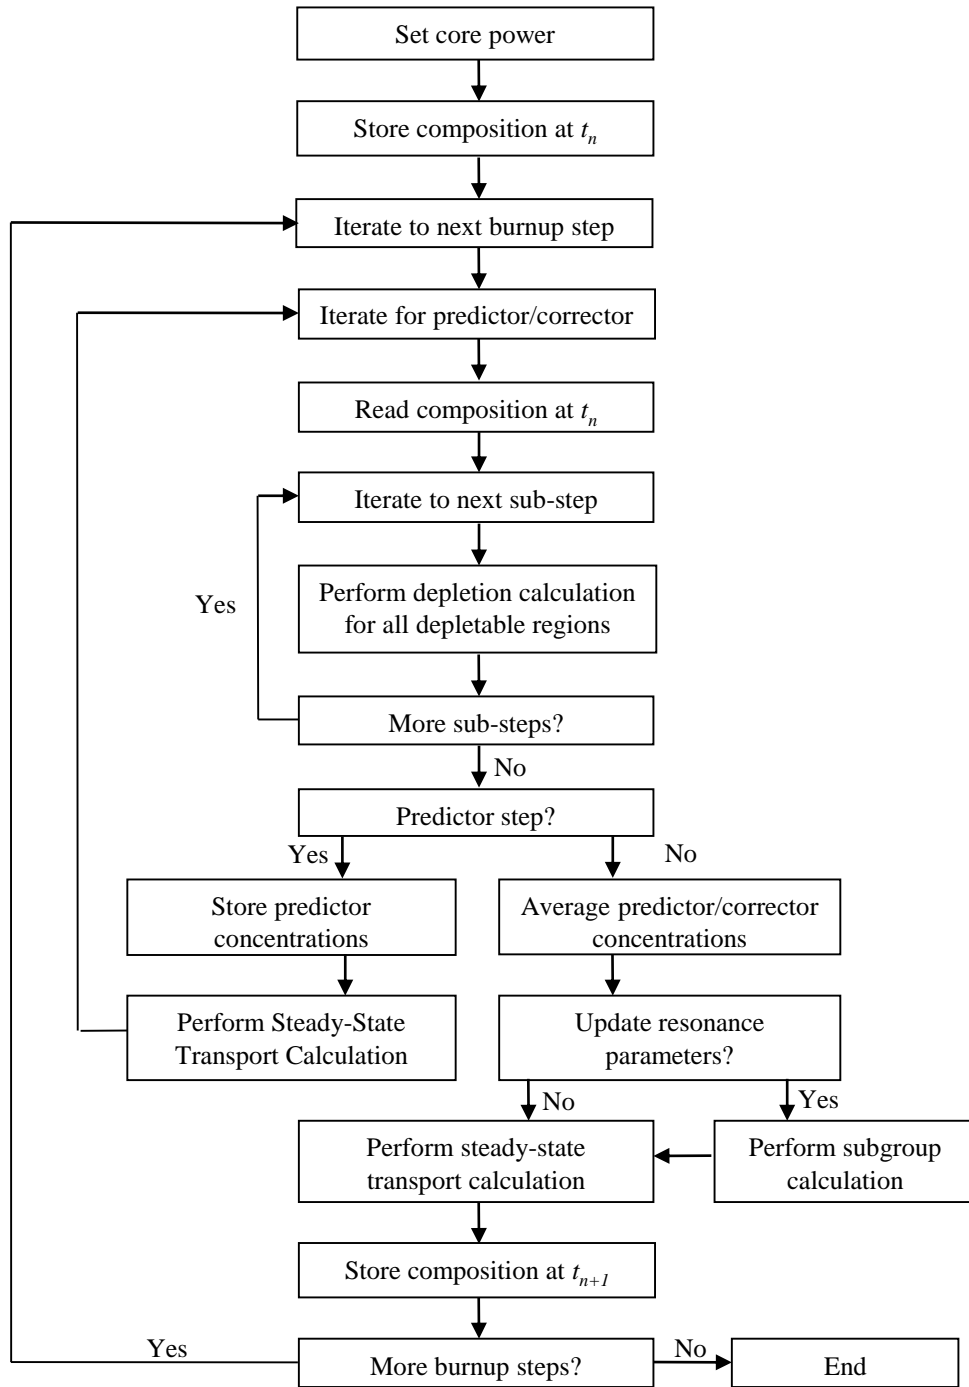 Set core power
Store composition at tₙ
Iterate to next burnup step
Iterate for predictor/corrector
Read composition at tₙ
Iterate to next sub-step
Perform depletion calculation
for all depletable regions
Yes
More sub-steps?
No
Predictor step?
Yes
No
Store predictor
concentrations
Average predictor/corrector
concentrations
Perform Steady-State
Transport Calculation
Update resonance
parameters?
No
Yes
Perform steady-state
transport calculation
Perform subgroup
calculation
Store composition at tₙ₊₁
Yes
More burnup steps?
No
End